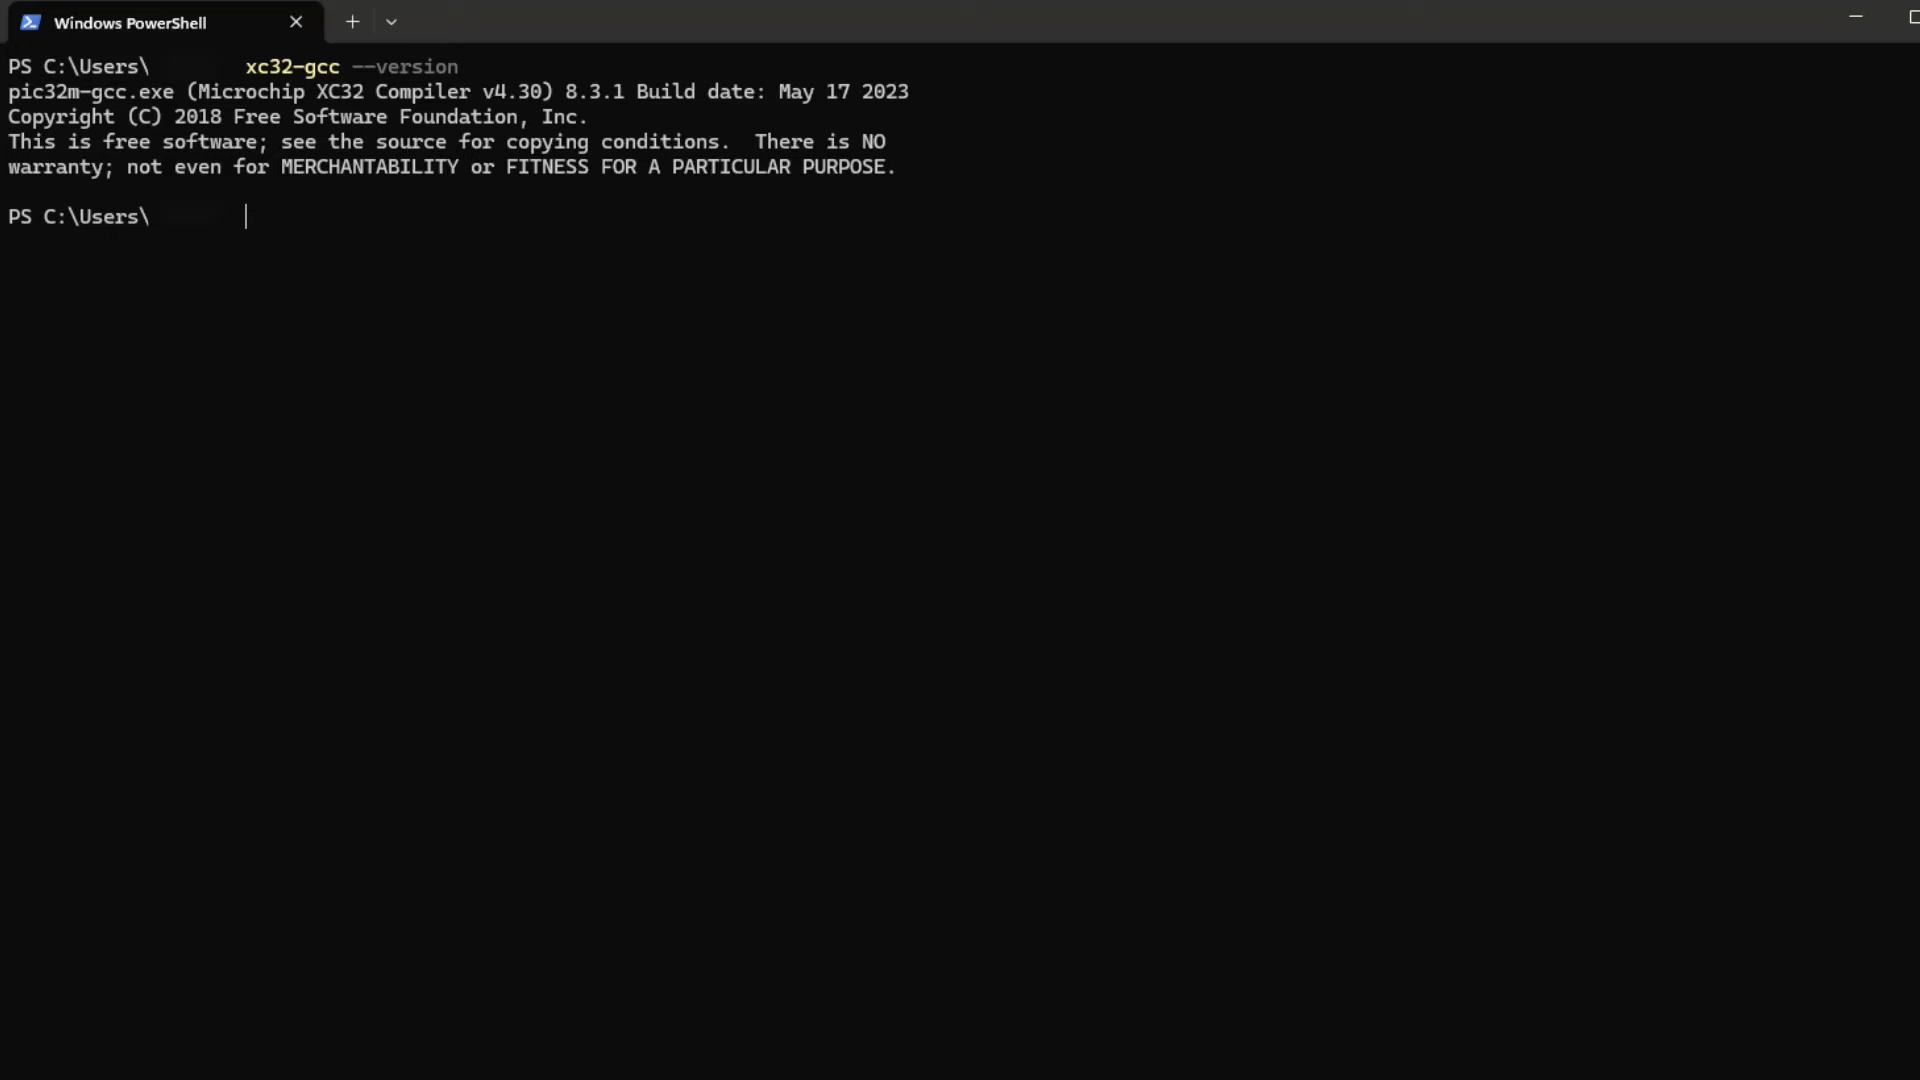 Windows PowerShell
PS C:\Users\ xc32-gcc --version
pic32m-gcc.exe (Microchip XC32 Compiler v4.30) 8.3.1 Build date: May 17 2023
Copyright (C) 2018 Free Software Foundation, Inc.
This is free software; see the source for copying conditions.  There is NO
warranty; not even for MERCHANTABILITY or FITNESS FOR A PARTICULAR PURPOSE.
PS C:\Users\